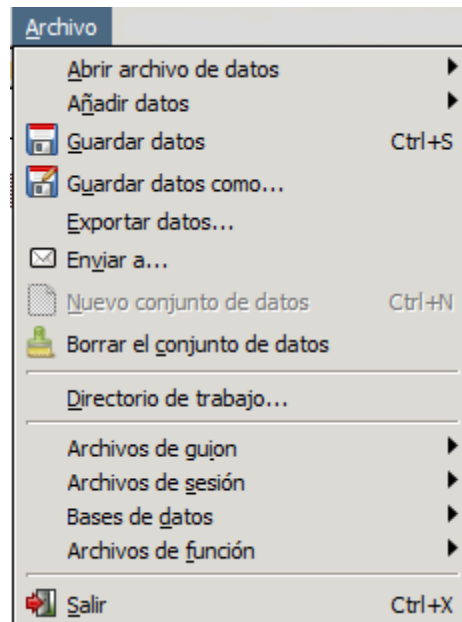 Archivo
Abrir archivo de datos
Añadir datos
Guardar datos Ctrl+S
Guardar datos como...
Exportar datos...
Enviar a...
Nuevo conjunto de datos Ctrl+N
Borrar el conjunto de datos
Directorio de trabajo...
Archivos de guion
Archivos de sesión
Bases de datos
Archivos de función
Salir Ctrl+X